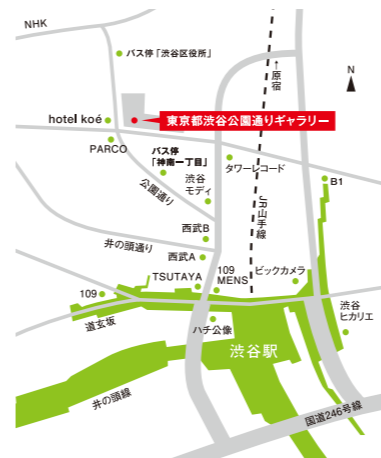 NHK
バス停「渋谷区役所」
←原宿
N
hotel koé
東京都渋谷公園通りギャラリー
PARCO
バス停
「神南一丁目」
タワーレコード
公園通り
渋谷
モディ
B1
JR山手線
西武B
井の頭通り
西武A
TSUTAYA
109
MENS
ビックカメラ
109
道玄坂
ハチ公像
渋谷
ヒカリエ
渋谷駅
井の頭線
国道246号線